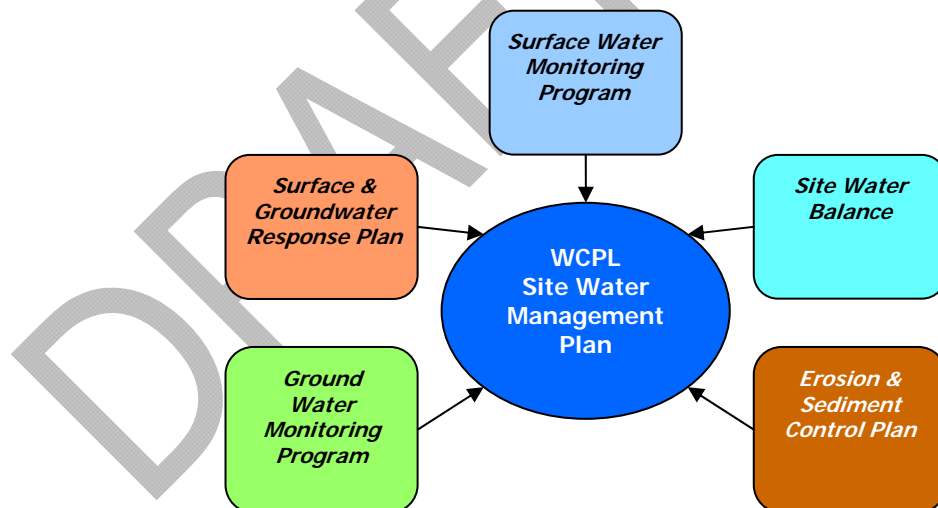 Surface Water
Monitoring
Program
Surface &
Groundwater
Response Plan
Site Water
Balance
WCPL
Site Water
Management
Plan
Ground
Water
Monitoring
Program
Erosion &
Sediment
Control Plan
DRAFT